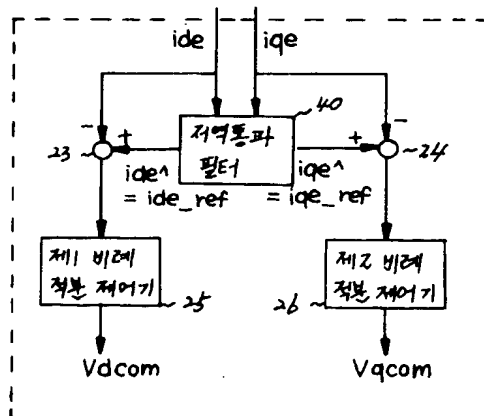 ide iqe
40
- -
저역통과
필터
+ +
23 24
ide^ iqe^
= ide_ref = iqe_ref
제1 비례
적분 제어기
25
제2 비례
적분 제어기
26
Vdcom Vqcom